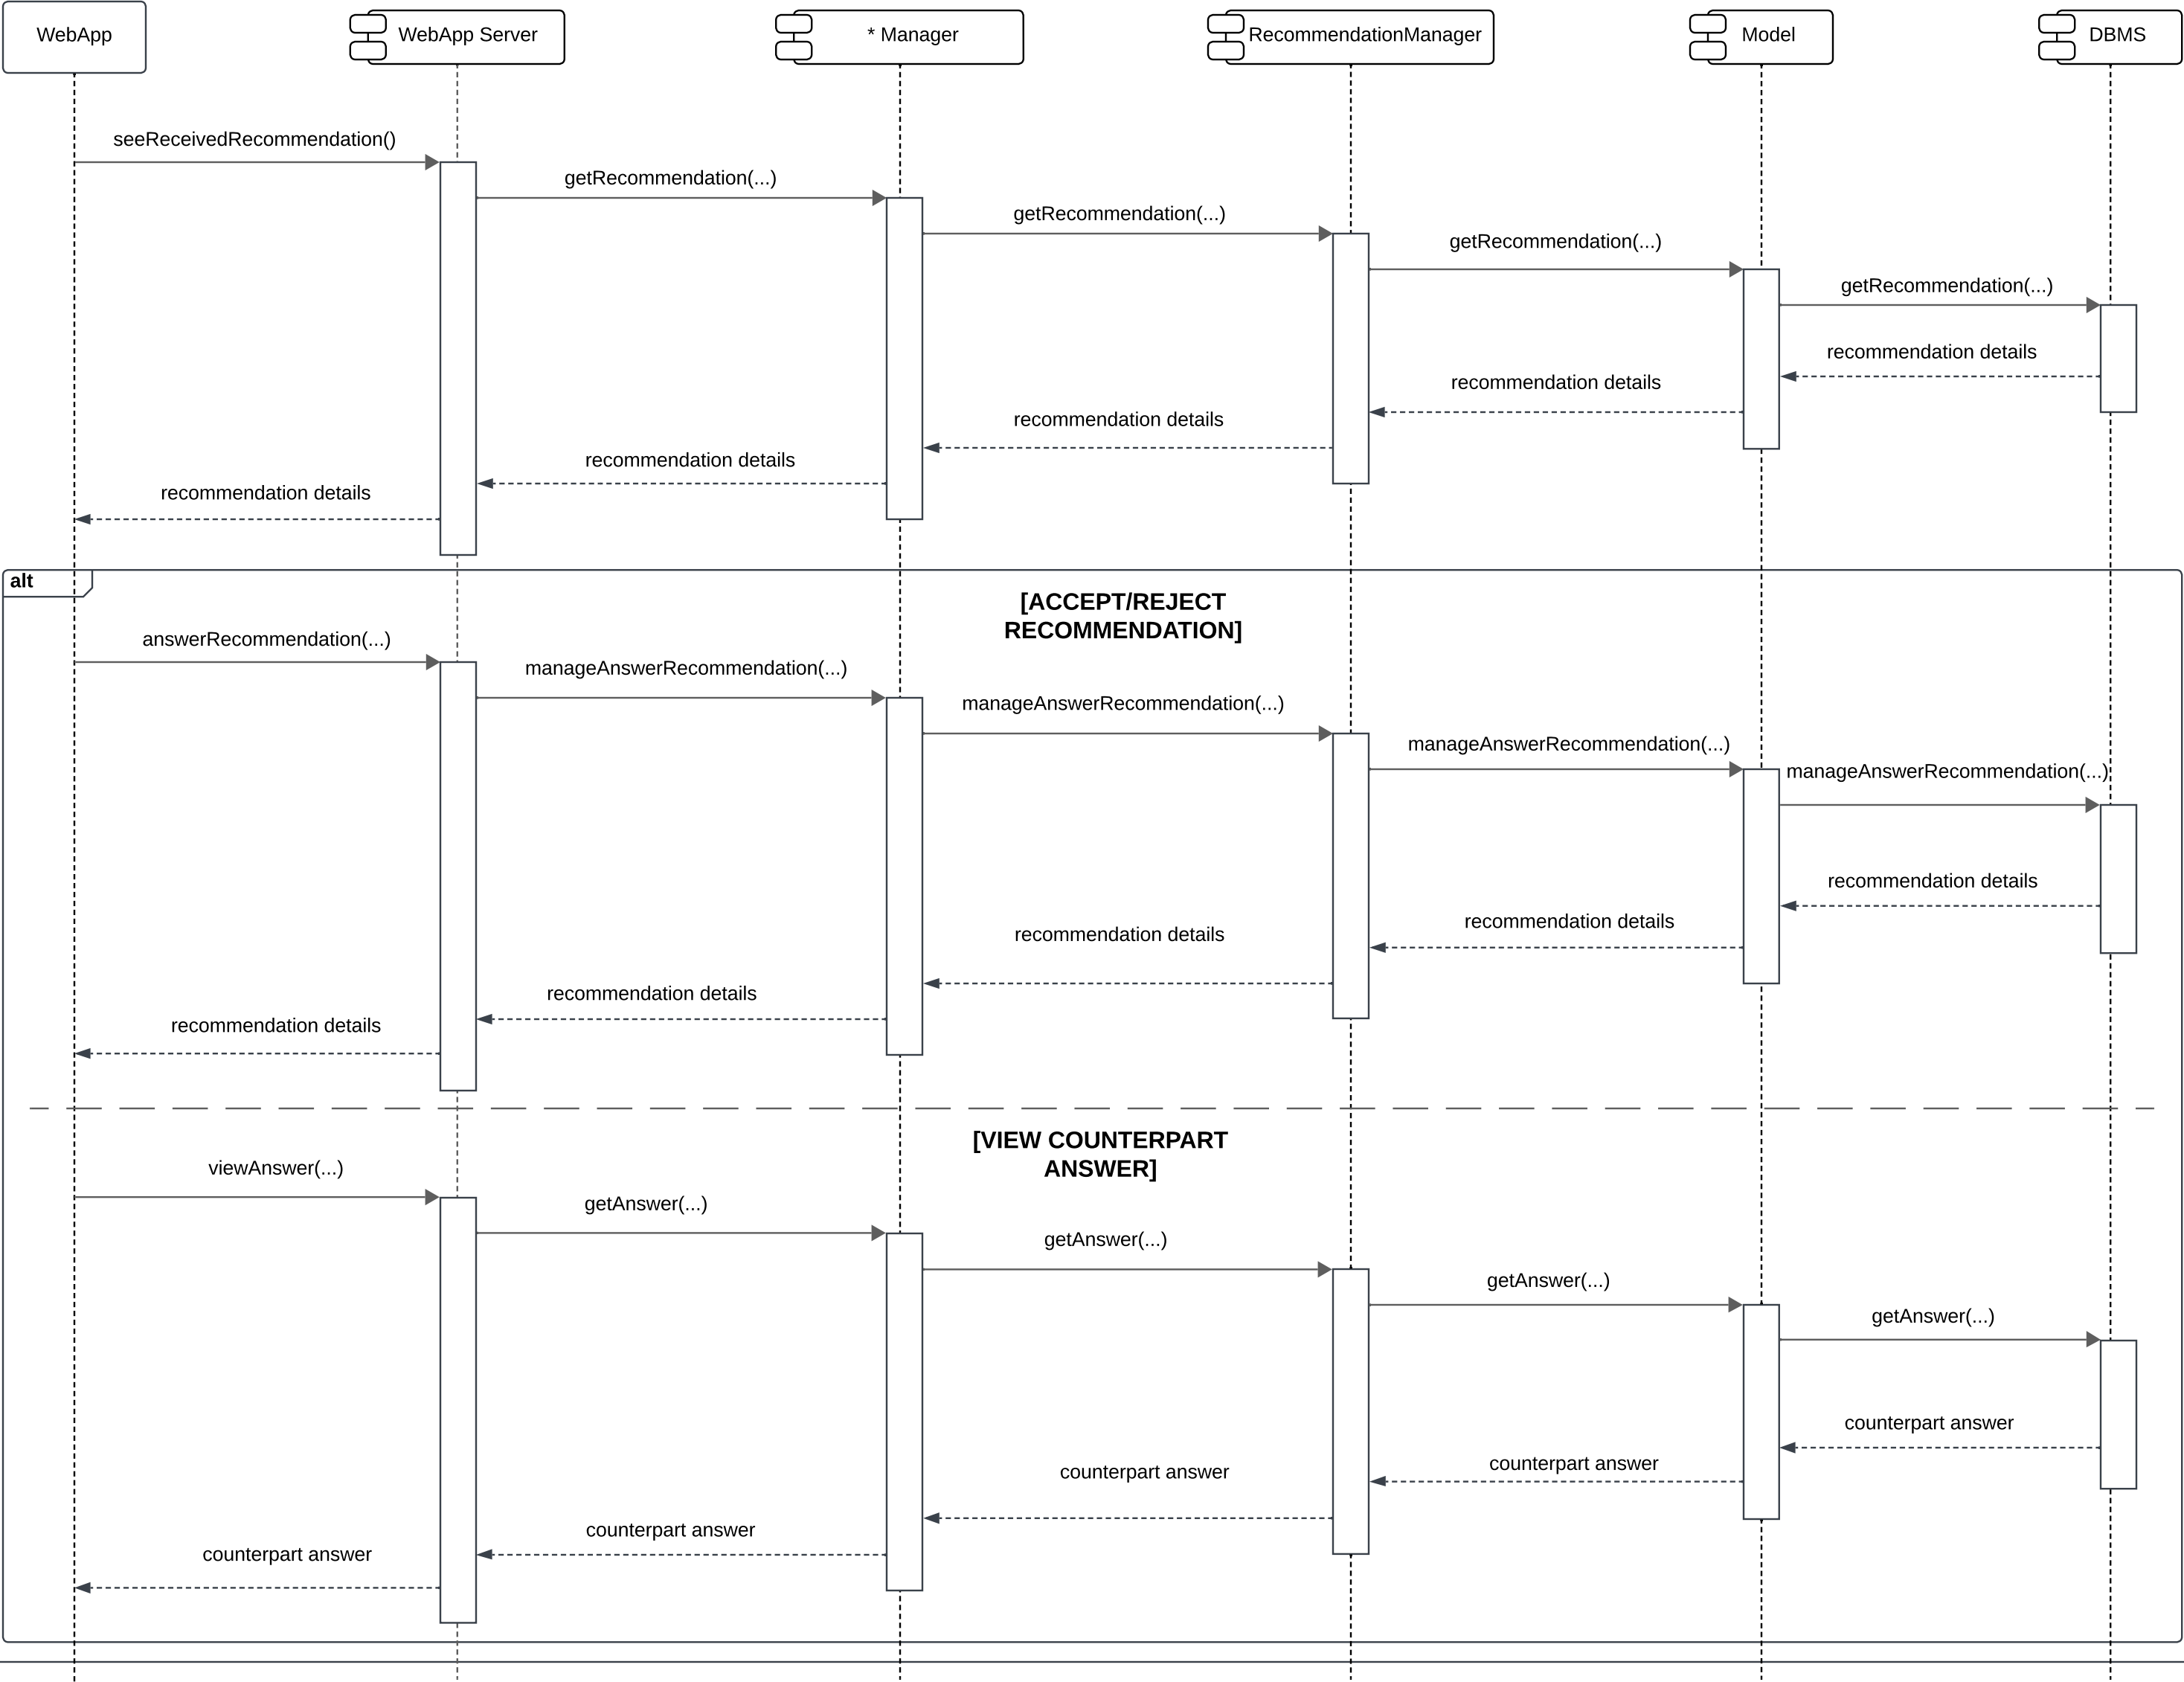 WebApp
WebApp Server
* Manager
RecommendationManager
Model
DBMS
seeReceivedRecommendation()
getRecommendation(...)
getRecommendation(...)
getRecommendation(...)
getRecommendation(...)
recommendation details
recommendation details
recommendation details
recommendation details
recommendation details
alt
[ACCEPT/REJECT
RECOMMENDATION]
answerRecommendation(...)
manageAnswerRecommendation(...)
manageAnswerRecommendation(...)
manageAnswerRecommendation(...)
manageAnswerRecommendation(...)
recommendation details
recommendation details
recommendation details
recommendation details
recommendation details
[VIEW COUNTERPART
ANSWER]
viewAnswer(...)
getAnswer(...)
getAnswer(...)
getAnswer(...)
getAnswer(...)
counterpart answer
counterpart answer
counterpart answer
counterpart answer
counterpart answer